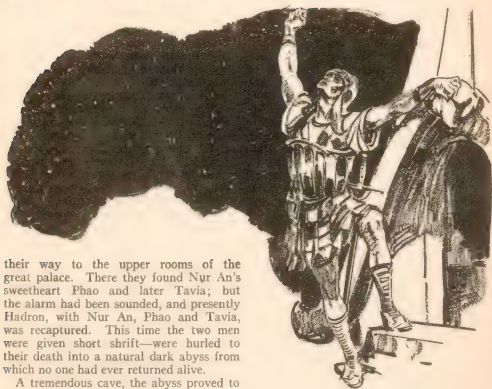 their way to the upper rooms of the
great palace. There they found Nur An's
sweetheart Phao and later Tavia; but
the alarm had been sounded, and presently
Hadron, with Nur An, Phao and Tavia,
was recaptured. This time the two men
were given short shrift—were hurled to
their death into a natural dark abyss from
which no one had ever returned alive.
A tremendous cave, the abyss proved to